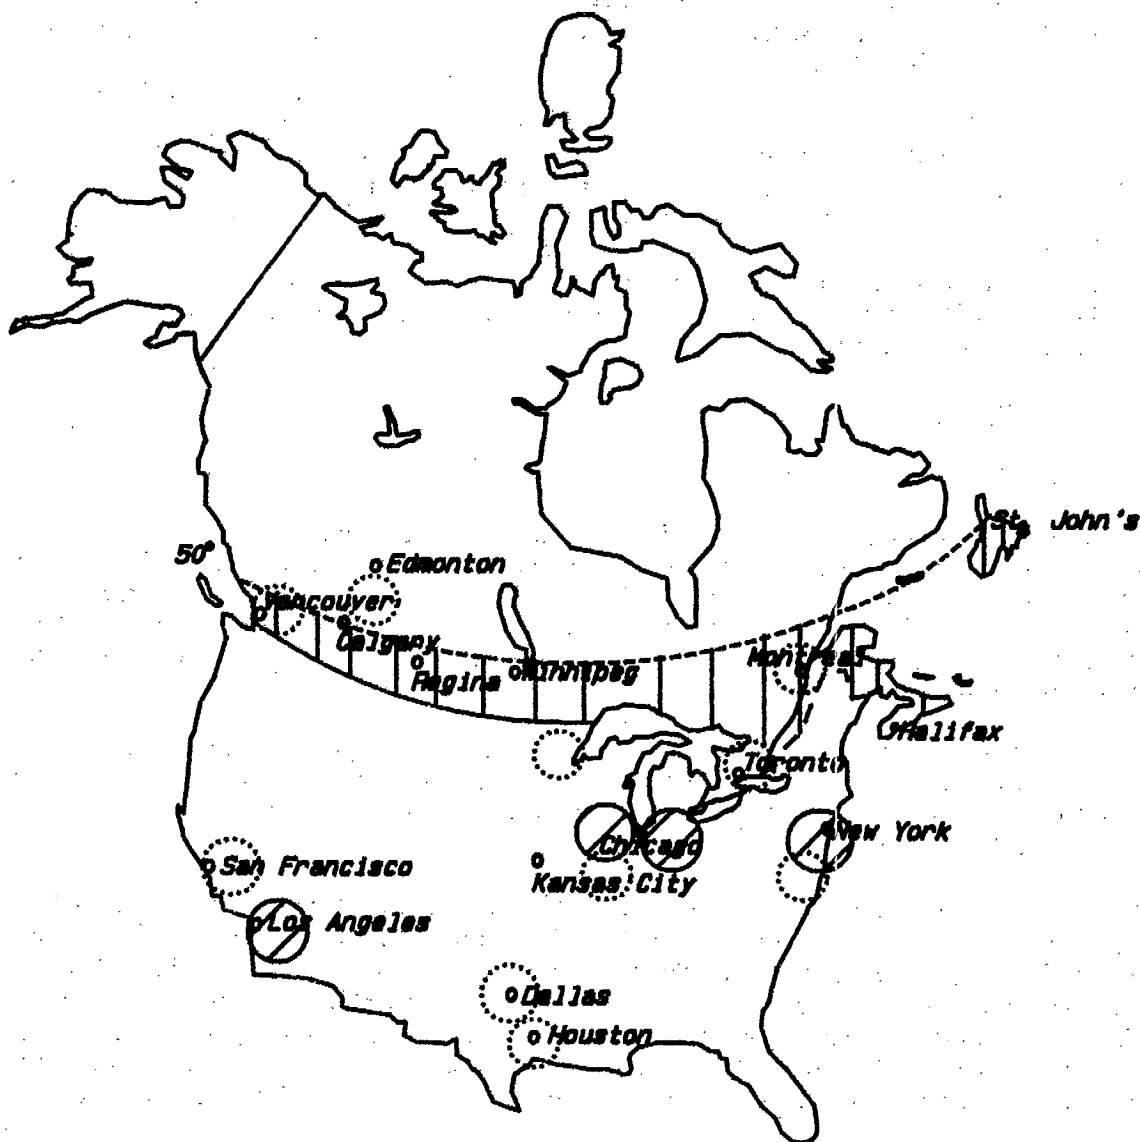 St. John's
50°
Edmonton
Vancouver
Calgary
Montreal
Regina
Winnipeg
Halifax
Toronto
New York
Chicago
San Francisco
Kansas City
Los Angeles
Dallas
Houston